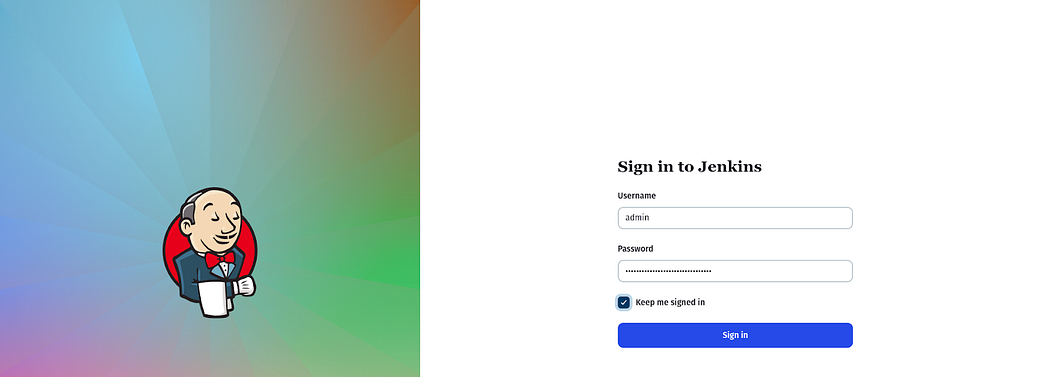 Sign in to Jenkins
Username
admin
Password
••••••••••••••••••••••••••••••••
Keep me signed in
Sign in